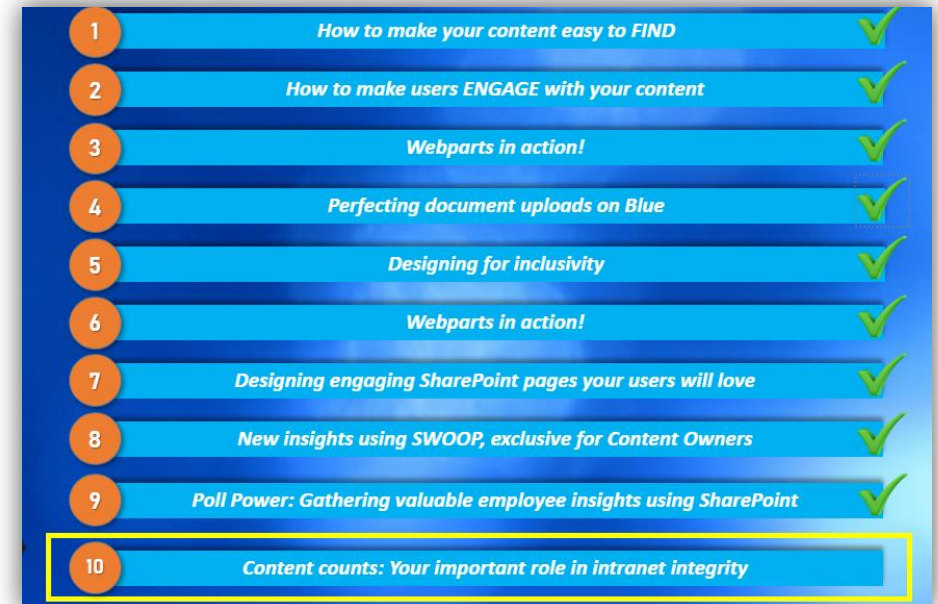 1 How to make your content easy to FIND
2 How to make users ENGAGE with your content
3 Webparts in action!
4 Perfecting document uploads on Blue
5 Designing for inclusivity
6 Webparts in action!
7 Designing engaging SharePoint pages your users will love
8 New insights using SWOOP, exclusive for Content Owners
9 Poll Power: Gathering valuable employee insights using SharePoint
10 Content counts: Your important role in intranet integrity